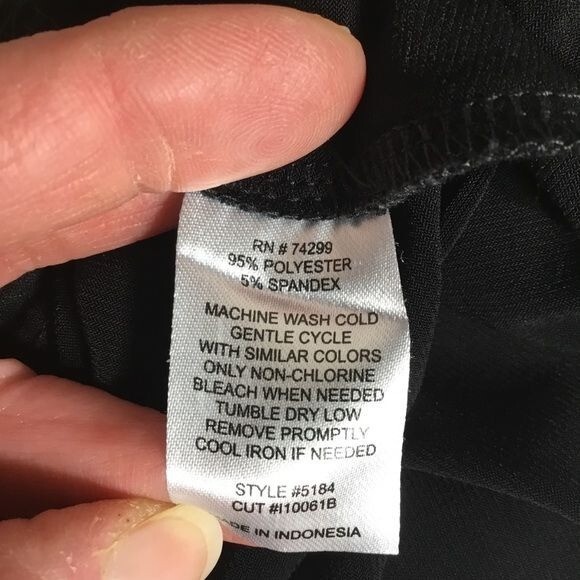 RN # 74299
95% POLYESTER
5% SPANDEX
MACHINE WASH COLD
GENTLE CYCLE
WITH SIMILAR COLORS
ONLY NON-CHLORINE
BLEACH WHEN NEEDED
TUMBLE DRY LOW
REMOVE PROMPTLY
COOL IRON IF NEEDED
STYLE #5184
CUT #I10061B
IN INDONESIA